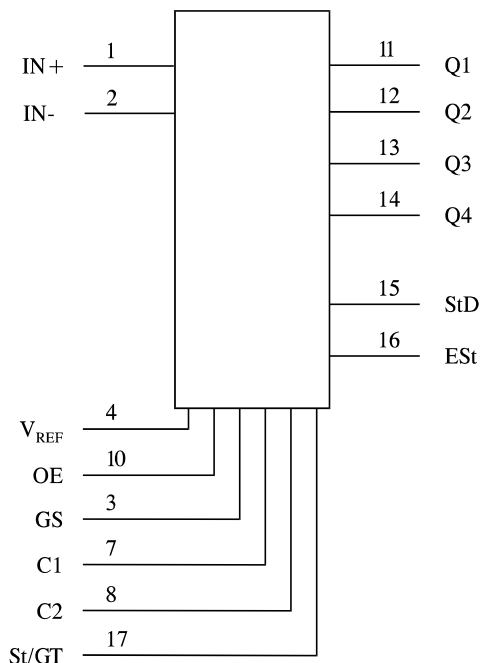 1 11
IN+ Q1
2 12
IN- Q2
13
Q3
14
Q4
15
StD
16
ESt
4
VREF
10
OE
3
GS
7
C1
8
C2
17
St/GT